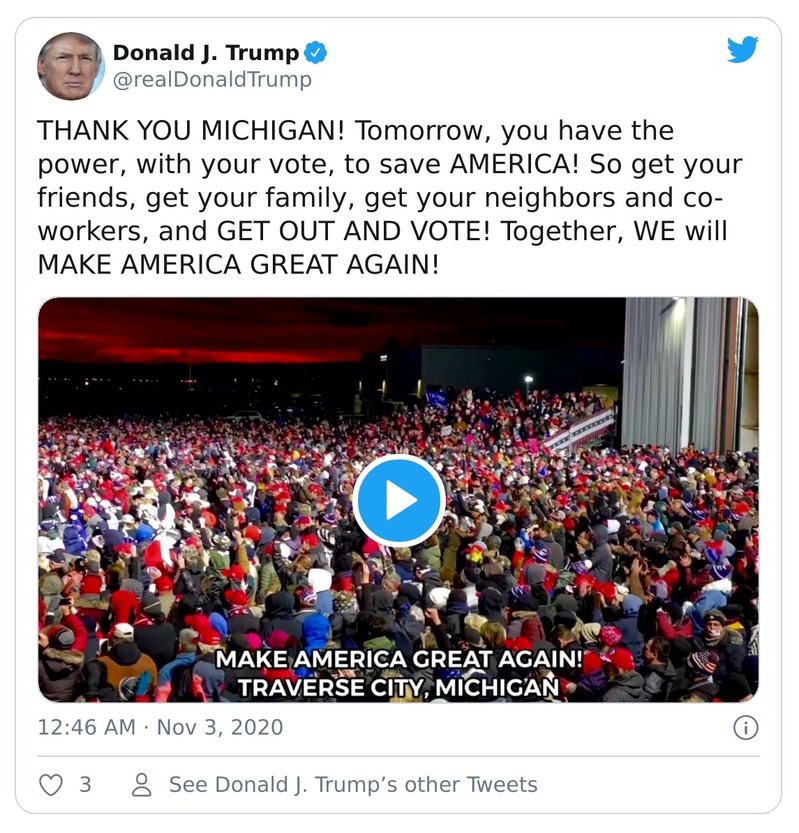 Donald J. Trump
@realDonaldTrump
THANK YOU MICHIGAN! Tomorrow, you have the
power, with your vote, to save AMERICA! So get your
friends, get your family, get your neighbors and co-
workers, and GET OUT AND VOTE! Together, WE will
MAKE AMERICA GREAT AGAIN!
MAKE AMERICA GREAT AGAIN!
TRAVERSE CITY, MICHIGAN
12:46 AM · Nov 3, 2020
3
See Donald J. Trump’s other Tweets